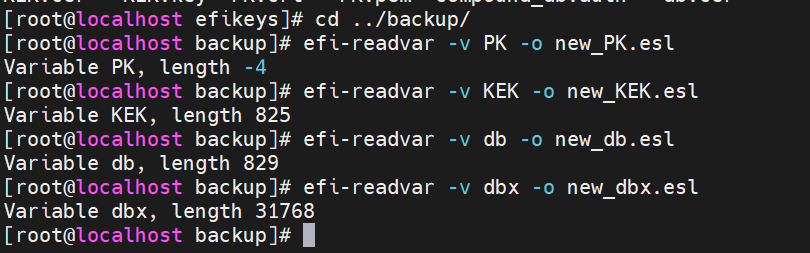 [root@localhost efikeys]# cd ../backup/
[root@localhost backup]# efi-readvar -v PK -o new_PK.esl
Variable PK, length -4
[root@localhost backup]# efi-readvar -v KEK -o new_KEK.esl
Variable KEK, length 825
[root@localhost backup]# efi-readvar -v db -o new_db.esl
Variable db, length 829
[root@localhost backup]# efi-readvar -v dbx -o new_dbx.esl
Variable dbx, length 31768
[root@localhost backup]#